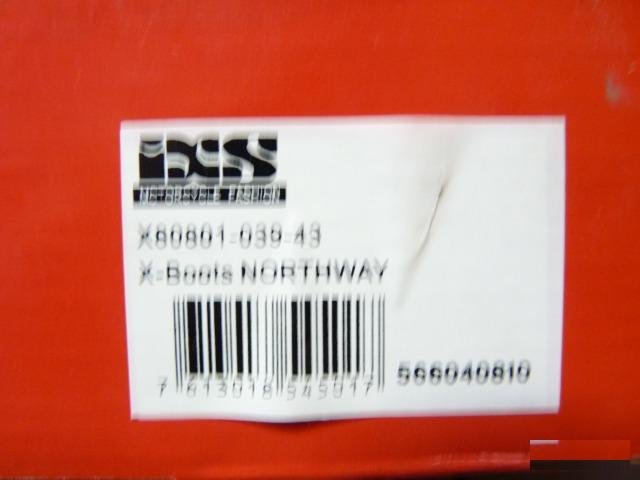 iXS
MOTORCYCLE FASHION
X80801-039-43
X-Boots NORTHWAY
7 613018 545017
566040810